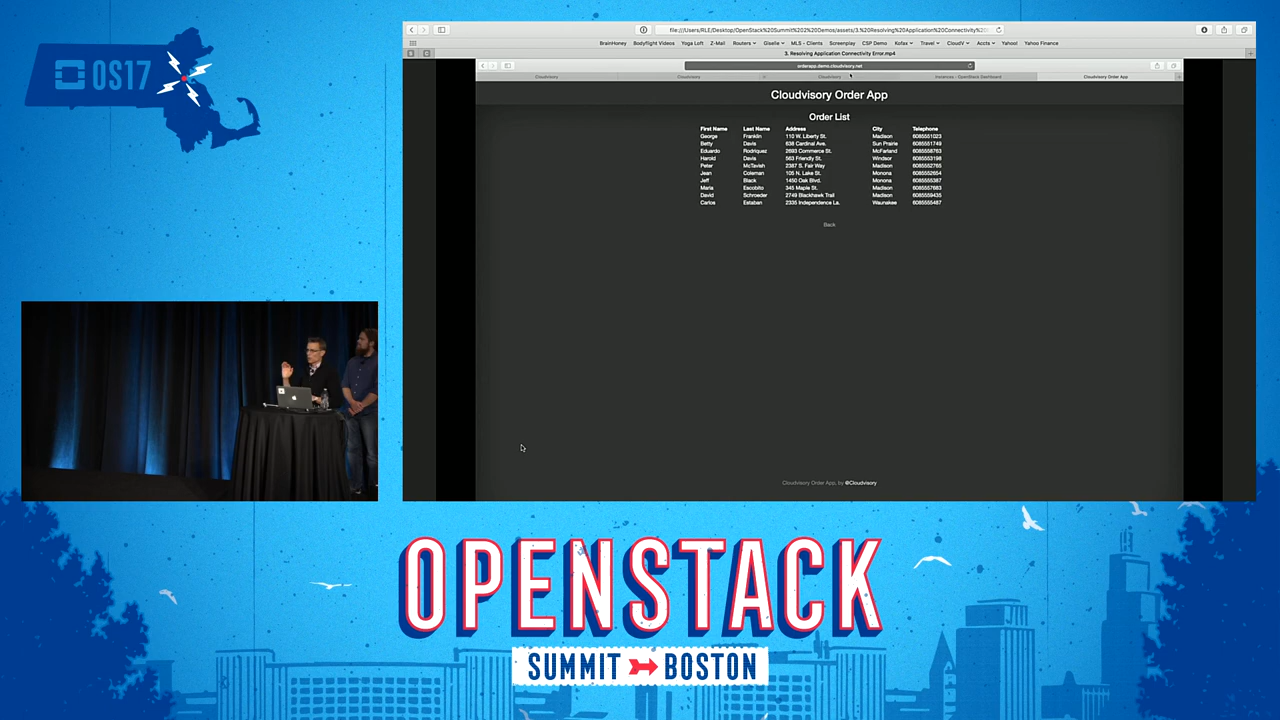 OS17
file:///Users/RLE/Desktop/OpenStack%20Summit%202%20Demos/assets/3.%20Resolving%20Application%20Connectivity%
BrainHoney Bodyflight Videos Yoga Loft Z-Mail Routers Giselle MLS - Clients Screenplay CSP Demo Kofax Travel CloudV Accts Yahoo! Yahoo Finance
3. Resolving Application Connectivity Error.mp4
orderapp.demo.cloudvisory.net
Cloudvisory Cloudvisory Cloudvisory Instances - OpenStack Dashboard Cloudvisory Order App
Cloudvisory Order App
Order List
First Name Last Name Address City Telephone
George Franklin 110 W. Liberty St. Madison 6085551023
Betty Davis 638 Cardinal Ave. Sun Prairie 6085551749
Eduardo Rodriquez 2693 Commerce St. McFarland 6085558763
Harold Davis 563 Friendly St. Windsor 6085553198
Peter McTavish 2387 S. Fair Way Madison 6085552765
Jean Coleman 105 N. Lake St. Monona 6085552654
Jeff Black 1450 Oak Blvd. Monona 6085555387
Maria Escobito 345 Maple St. Madison 6085557683
David Schroeder 2749 Blackhawk Trail Madison 6085559435
Carlos Estaban 2335 Independence La. Waunakee 6085555487
Back
Cloudvisory Order App, by @Cloudvisory
OPENSTACK
SUMMIT BOSTON